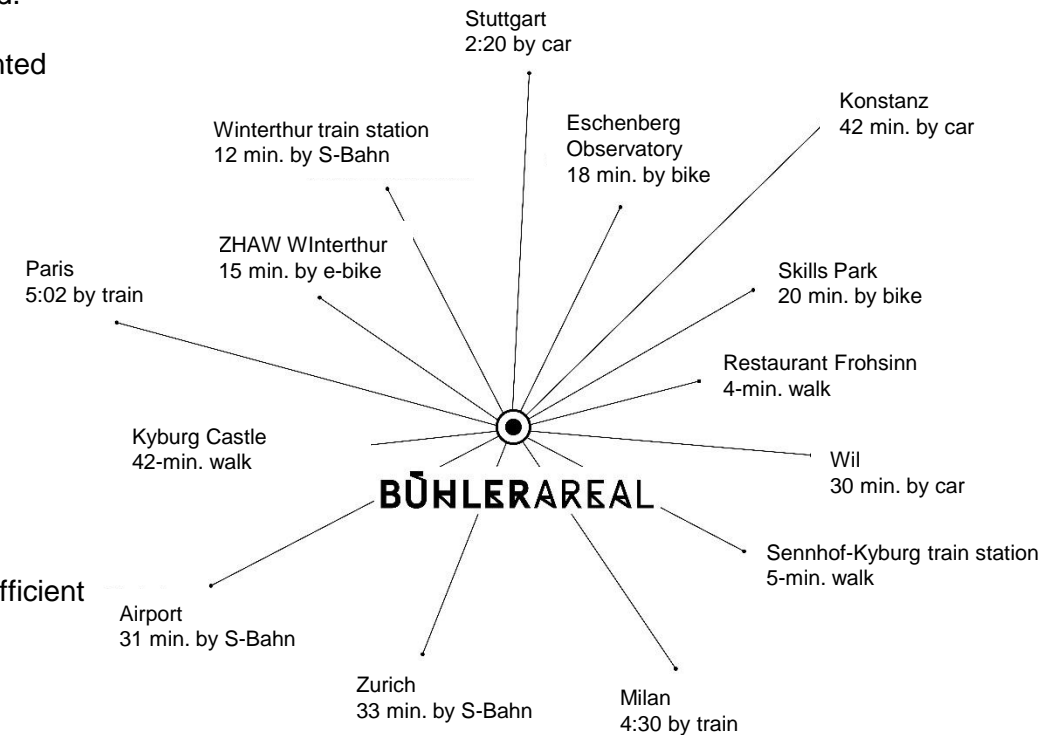 d.
nted
fficient
Stuttgart
2:20 by car
Konstanz
42 min. by car
Winterthur train station
12 min. by S-Bahn
Eschenberg
Observatory
18 min. by bike
ZHAW WInterthur
15 min. by e-bike
Paris
5:02 by train
Skills Park
20 min. by bike
Restaurant Frohsinn
4-min. walk
Kyburg Castle
42-min. walk
Wil
30 min. by car
BÜHLERAREAL
Sennhof-Kyburg train station
5-min. walk
Airport
31 min. by S-Bahn
Zurich
33 min. by S-Bahn
Milan
4:30 by train